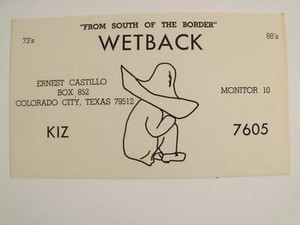 "FROM SOUTH OF THE BORDER"
73's
88's
WETBACK
ERNEST CASTILLO
BOX 852
COLORADO CITY, TEXAS 79512
MONITOR 10
KIZ
7605